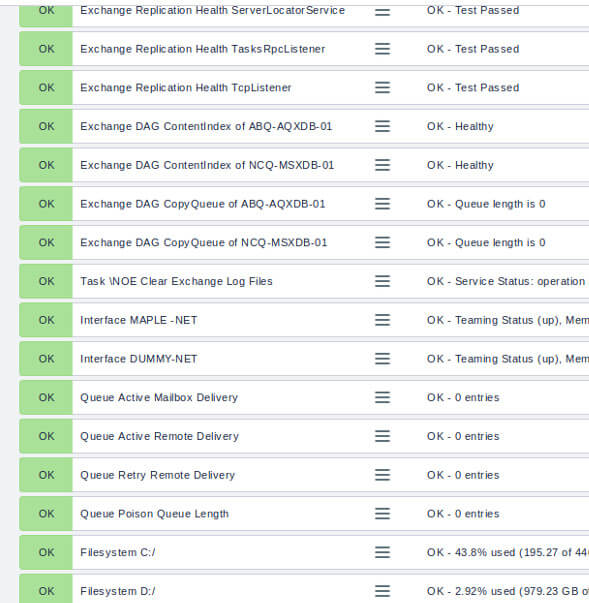 OK Exchange Replication Health ServerLocatorService OK - Test Passed
OK Exchange Replication Health TasksRpcListener OK - Test Passed
OK Exchange Replication Health TcpListener OK - Test Passed
OK Exchange DAG ContentIndex of ABQ-AQXDB-01 OK - Healthy
OK Exchange DAG ContentIndex of NCQ-MSXDB-01 OK - Healthy
OK Exchange DAG CopyQueue of ABQ-AQXDB-01 OK - Queue length is 0
OK Exchange DAG CopyQueue of NCQ-MSXDB-01 OK - Queue length is 0
OK Task \NOE Clear Exchange Log Files OK - Service Status: operation
OK Interface MAPLE -NET OK - Teaming Status (up), Mem
OK Interface DUMMY-NET OK - Teaming Status (up), Mem
OK Queue Active Mailbox Delivery OK - 0 entries
OK Queue Active Remote Delivery OK - 0 entries
OK Queue Retry Remote Delivery OK - 0 entries
OK Queue Poison Queue Length OK - 0 entries
OK Filesystem C:/ OK - 43.8% used (195.27 of 44
OK Filesystem D:/ OK - 2.92% used (979.23 GB o